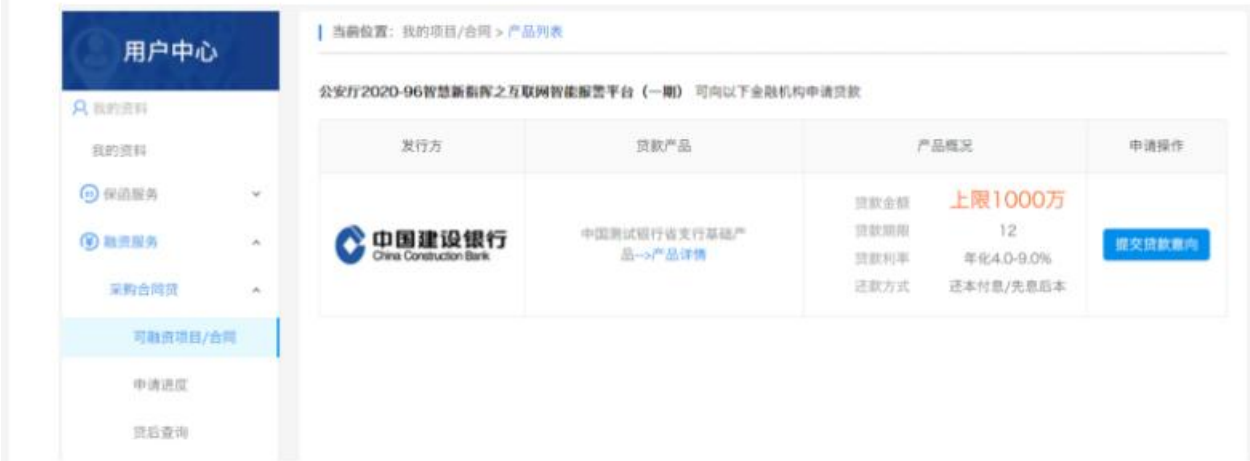 用户中心
我的资料
我的资料
保函服务
融资服务
采购合同贷
可融资项目/合同
申请进度
贷后查询
当前位置：我的项目/合同 > 产品列表
公安厅2020-96智慧新指挥之互联网智能报警平台（一期） 可向以下金融机构申请贷款
发行方 贷款产品 产品概况 申请操作
中国建设银行
China Construction Bank
中国测试银行省支行基础产
品-->产品详情
贷款金额 上限1000万
贷款期限 12
贷款利率 年化4.0-9.0%
还款方式 还本付息/先息后本
提交贷款意向